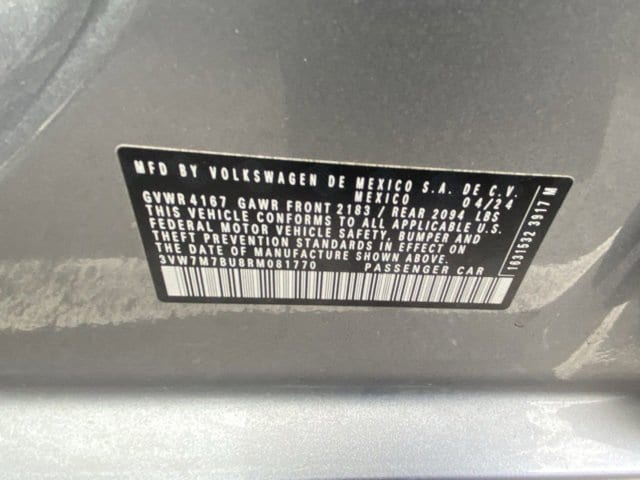 MFD BY VOLKSWAGEN DE MEXICO S.A. DE C.V.
MEXICO 04/24
GVWR 4167 GAWR FRONT 2183 / REAR 2094 LBS
THIS VEHICLE CONFORMS TO ALL APPLICABLE U.S.
FEDERAL MOTOR VEHICLE SAFETY, BUMPER AND
THEFT PREVENTION STANDARDS IN EFFECT ON
THE DATE OF MANUFACTURE SHOWN ABOVE.
3VW7M7BU8RM081770 PASSENGER CAR
1631532 3917 M